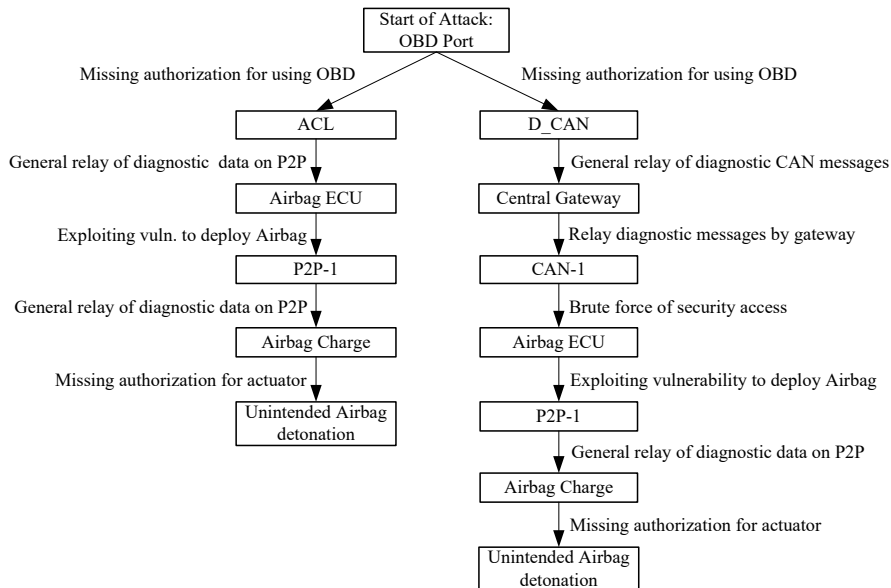 Start of Attack:
OBD Port
Missing authorization for using OBD
Missing authorization for using OBD
ACL
D_CAN
General relay of diagnostic data on P2P
General relay of diagnostic CAN messages
Airbag ECU
Central Gateway
Exploiting vuln. to deploy Airbag
Relay diagnostic messages by gateway
P2P-1
CAN-1
General relay of diagnostic data on P2P
Brute force of security access
Airbag Charge
Airbag ECU
Missing authorization for actuator
Exploiting vulnerability to deploy Airbag
Unintended Airbag
detonation
P2P-1
General relay of diagnostic data on P2P
Airbag Charge
Missing authorization for actuator
Unintended Airbag
detonation